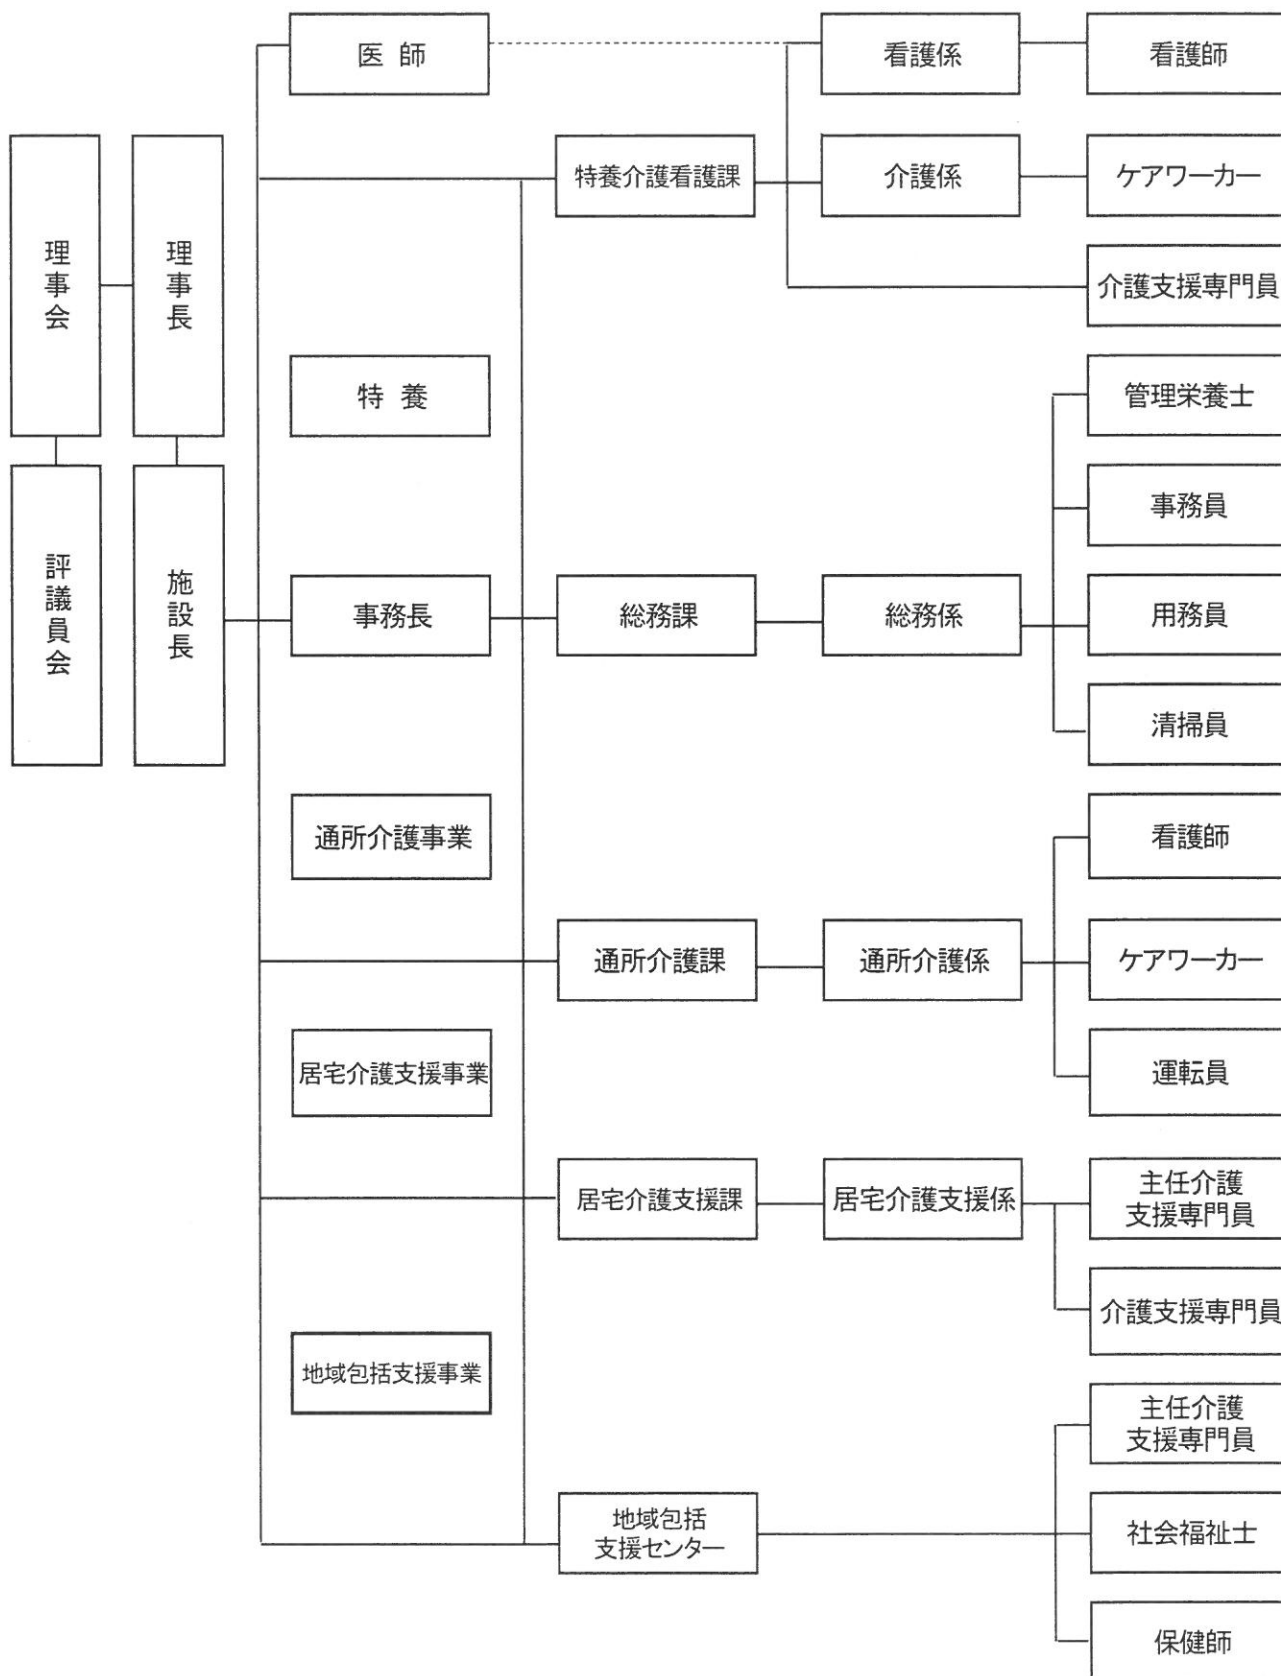 理事会
評議員会
理事長
施設長
医師
特養
事務長
通所介護事業
居宅介護支援事業
地域包括支援事業
特養介護看護課
総務課
通所介護課
居宅介護支援課
地域包括
支援センター
看護係
介護係
総務係
通所介護係
居宅介護支援係
看護師
ケアワーカー
介護支援専門員
管理栄養士
事務員
用務員
清掃員
看護師
ケアワーカー
運転員
主任介護
支援専門員
介護支援専門員
主任介護
支援専門員
社会福祉士
保健師